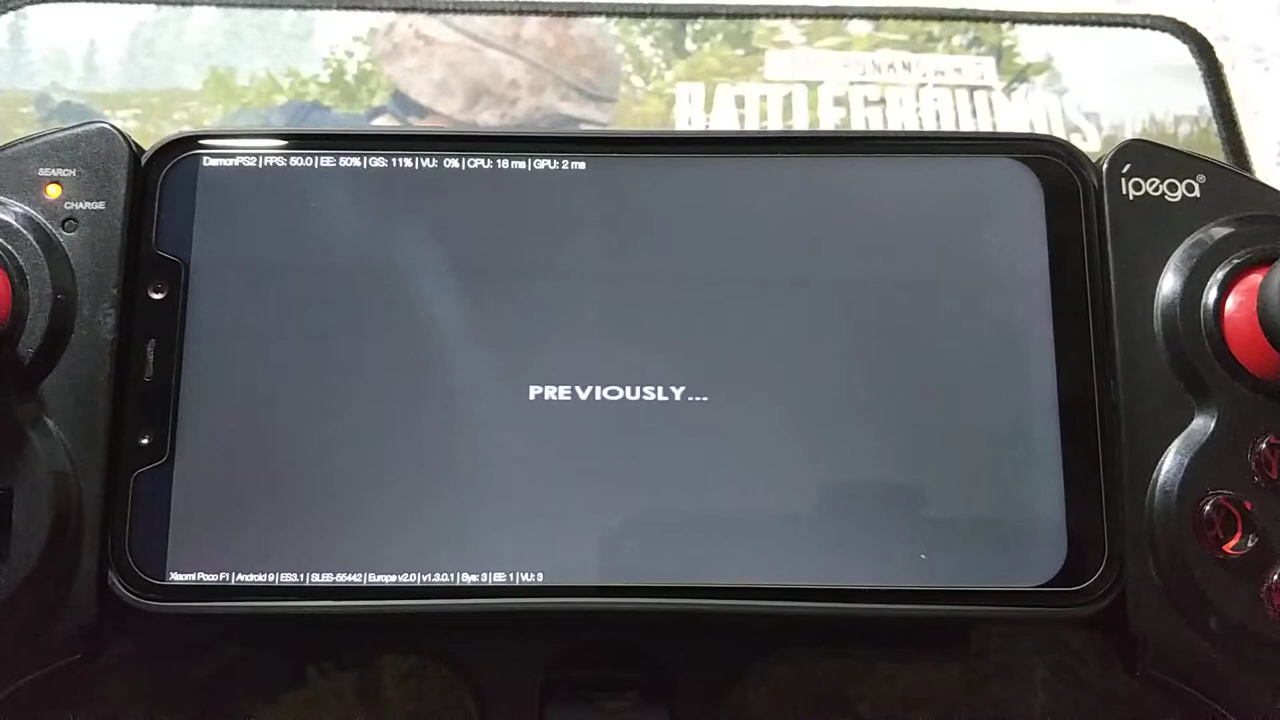 BATTLEGROUNDS
SEARCH
CHARGE
ípega®
DamonPS2 | FPS: 50.0 | EE: 50% | GS: 11% | VU: 0% | CPU: 18 ms | GPU: 2 ms
PREVIOUSLY...
Xiaomi Poco F1 | Android 9 | ES3.1 | SLES-55442 | Europe v2.0 | v1.3.0.1 | Sys: 3 | EE: 1 | VU: 3